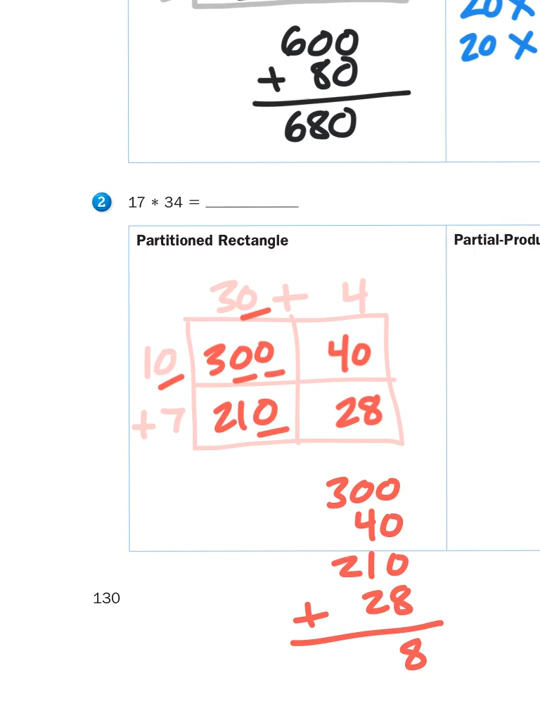 20 X
600
20 X
+ 80
680
2 17 * 34 = ________
Partitioned Rectangle
Partial-Produ
30 + 4
10 300 40
+ 7 210 28
300
40
210
130
+ 28
8